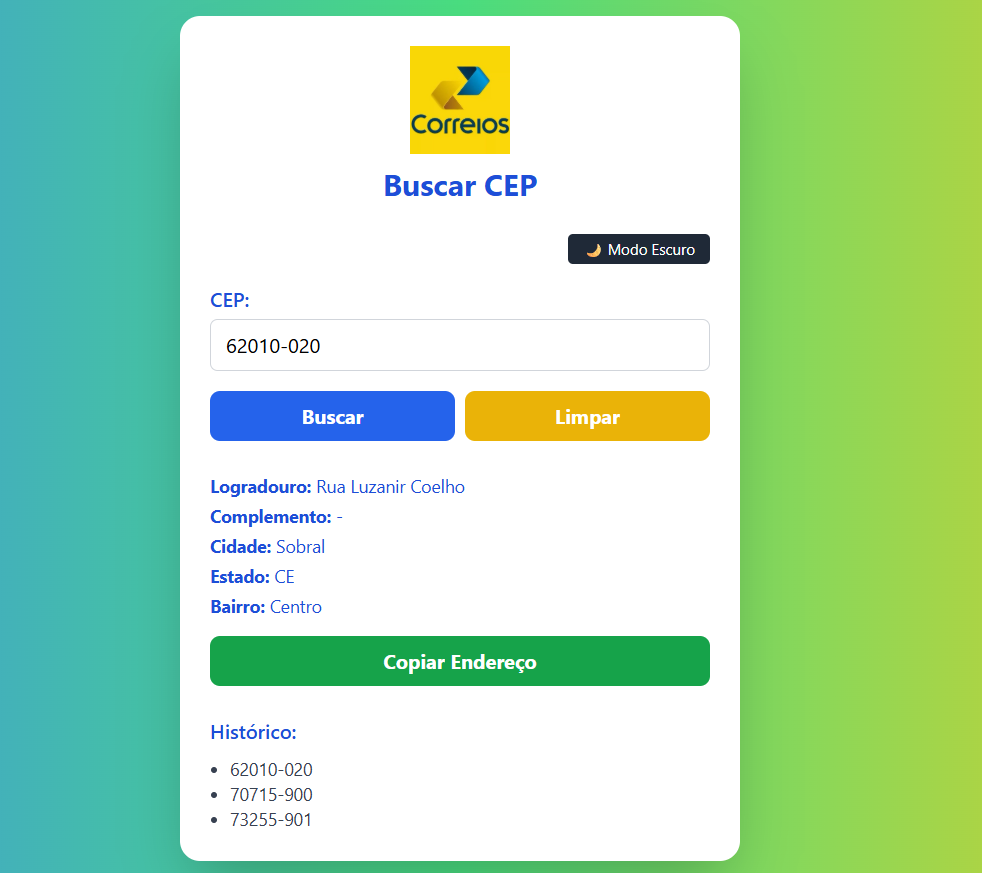 Correios
Buscar CEP
🌙 Modo Escuro
CEP:
62010-020
Buscar
Limpar
Logradouro: Rua Luzanir Coelho
Complemento: -
Cidade: Sobral
Estado: CE
Bairro: Centro
Copiar Endereço
Histórico:
• 62010-020
• 70715-900
• 73255-901